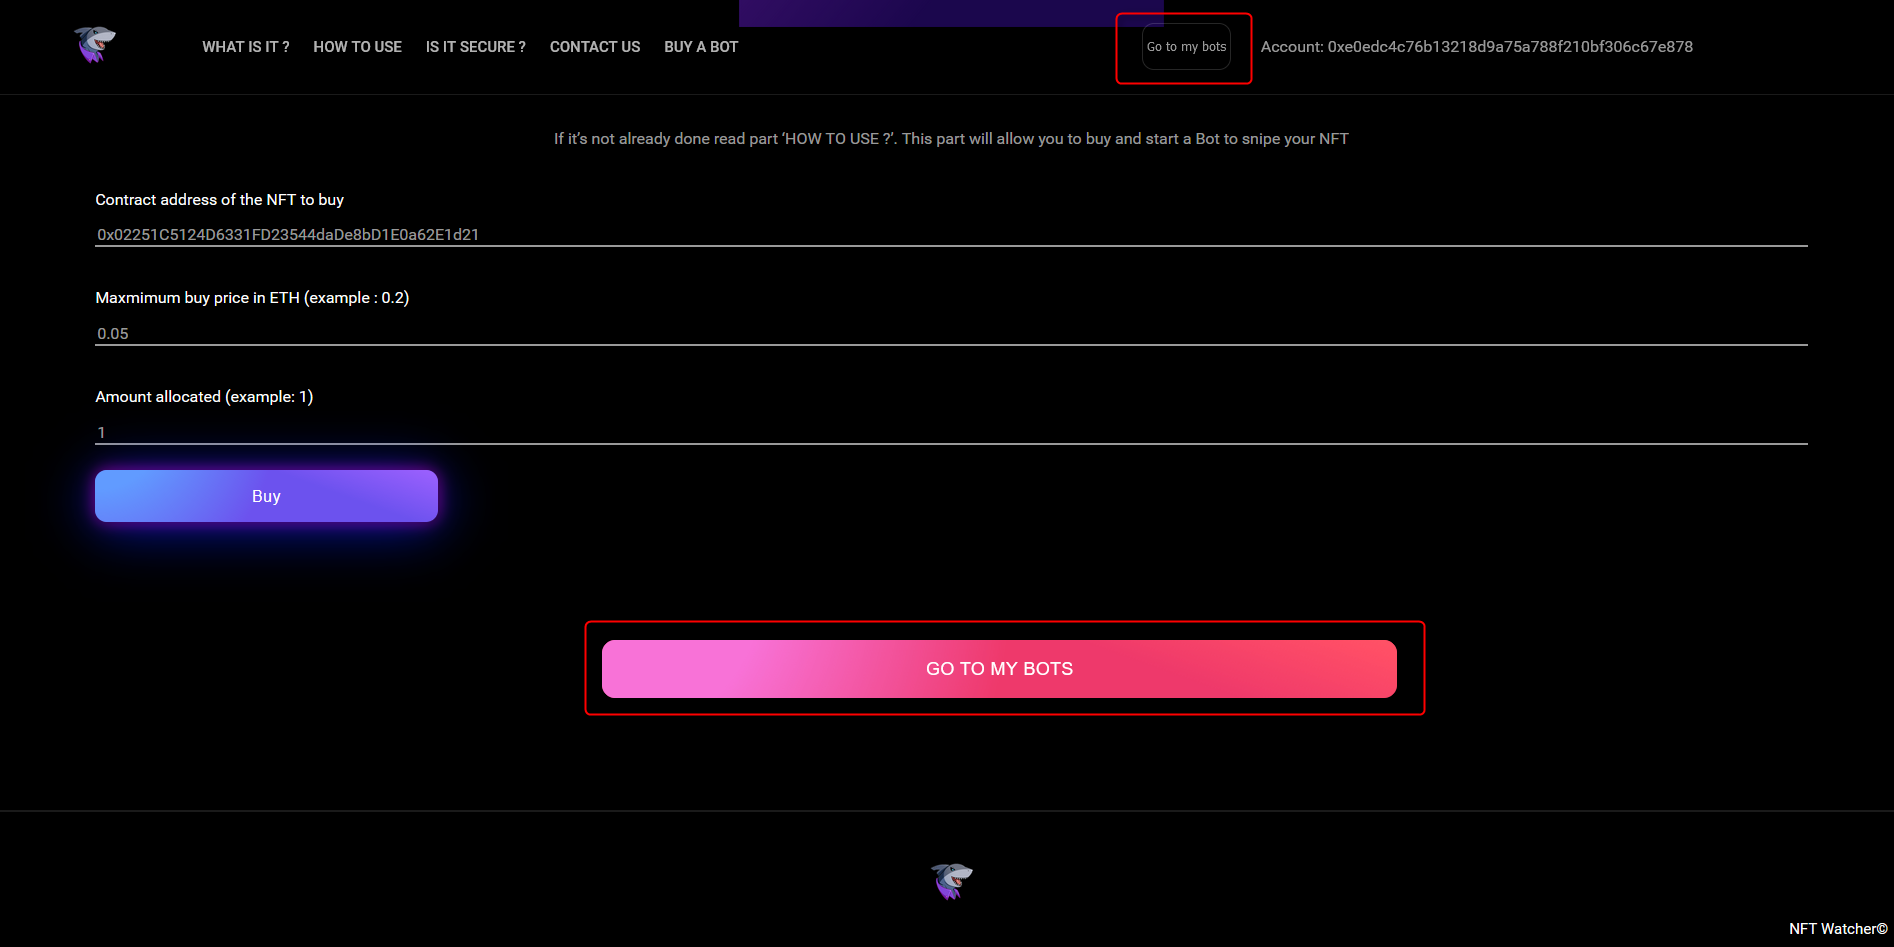 WHAT IS IT ?
HOW TO USE
IS IT SECURE ?
CONTACT US
BUY A BOT
Go to my bots
Account: 0xe0edc4c76b13218d9a75a788f210bf306c67e878
If it’s not already done read part ‘HOW TO USE ?’. This part will allow you to buy and start a Bot to snipe your NFT
Contract address of the NFT to buy
0x02251C5124D6331FD23544daDe8bD1E0a62E1d21
Maxmimum buy price in ETH (example : 0.2)
0.05
Amount allocated (example: 1)
1
Buy
GO TO MY BOTS
NFT Watcher©